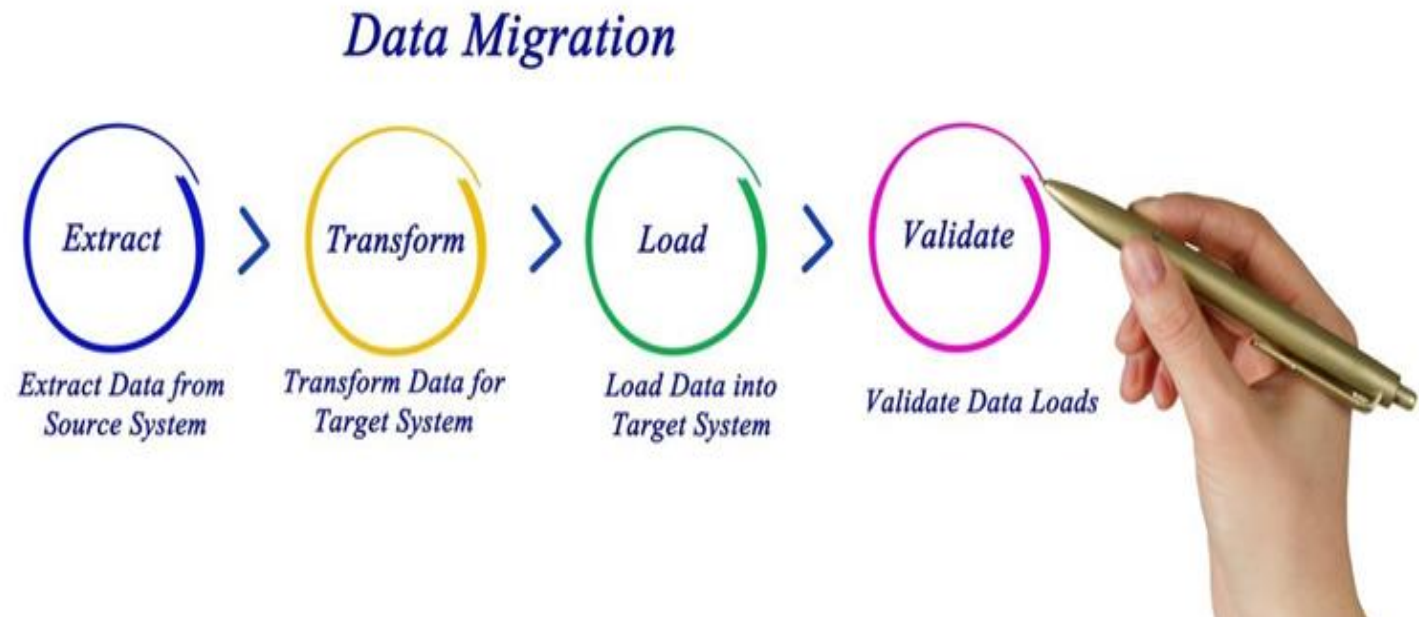 Data Migration
Extract
Transform
Load
Validate
Extract Data from
Source System
Transform Data for
Target System
Load Data into
Target System
Validate Data Loads